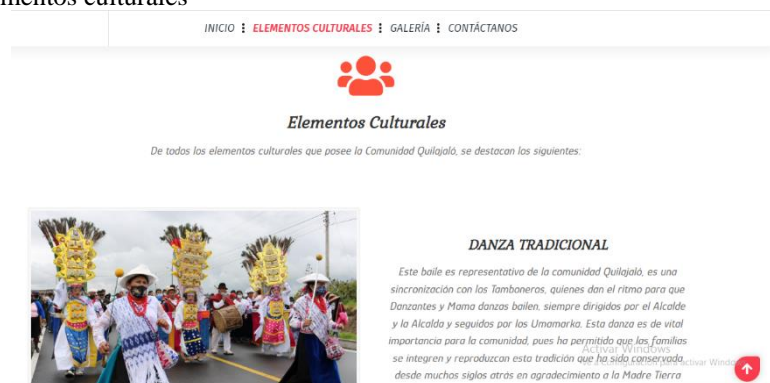 mentos culturales
INICIO ⋮ ELEMENTOS CULTURALES ⋮ GALERÍA ⋮ CONTÁCTANOS
Elementos Culturales
De todos los elementos culturales que posee la Comunidad Quilajaló, se destacan los siguientes:
DANZA TRADICIONAL
Este baile es representativo de la comunidad Quilajaló, es una
sincronización con los Tamboneros, quienes dan el ritmo para que
Danzantes y Mama danzas bailen, siempre dirigidos por el Alcalde
y la Alcalda y seguidos por los Umamarka. Esta danza es de vital
importancia para la comunidad, pues ha permitido que las familias
se integren y reproduzcan esta tradición que ha sido conservada
desde muchos siglos atrás en agradecimiento a la Madre Tierra
Activar Windows